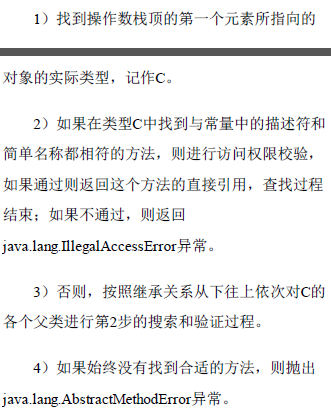 1）找到操作数栈顶的第一个元素所指向的
对象的实际类型，记作C。
2）如果在类型C中找到与常量中的描述符和
简单名称都相符的方法，则进行访问权限校验，
如果通过则返回这个方法的直接引用，查找过程
结束；如果不通过，则返回
java.lang.IllegalAccessError异常。
3）否则，按照继承关系从下往上依次对C的
各个父类进行第2步的搜索和验证过程。
4）如果始终没有找到合适的方法，则抛出
java.lang.AbstractMethodError异常。